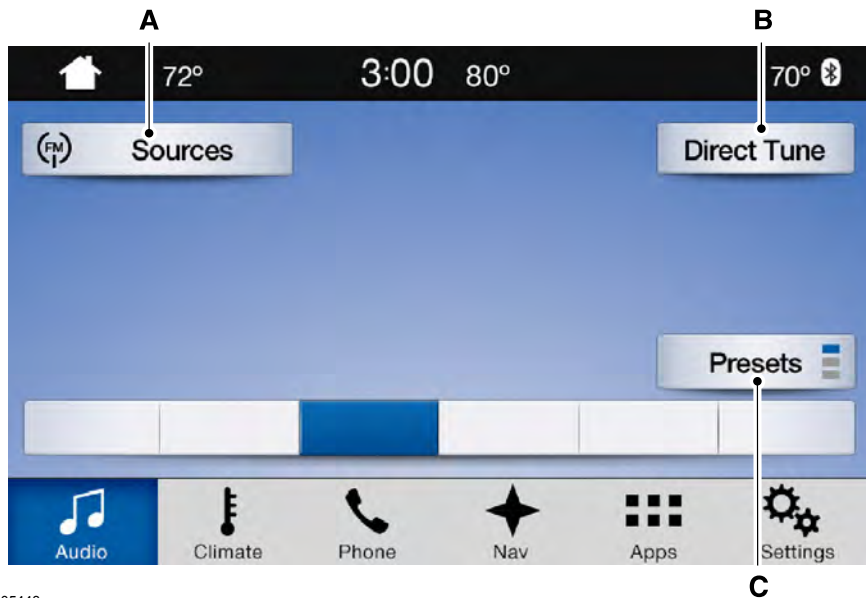 A B
72° 3:00 80° 70°
FM Sources Direct Tune
Presets
Audio Climate Phone Nav Apps Settings
C